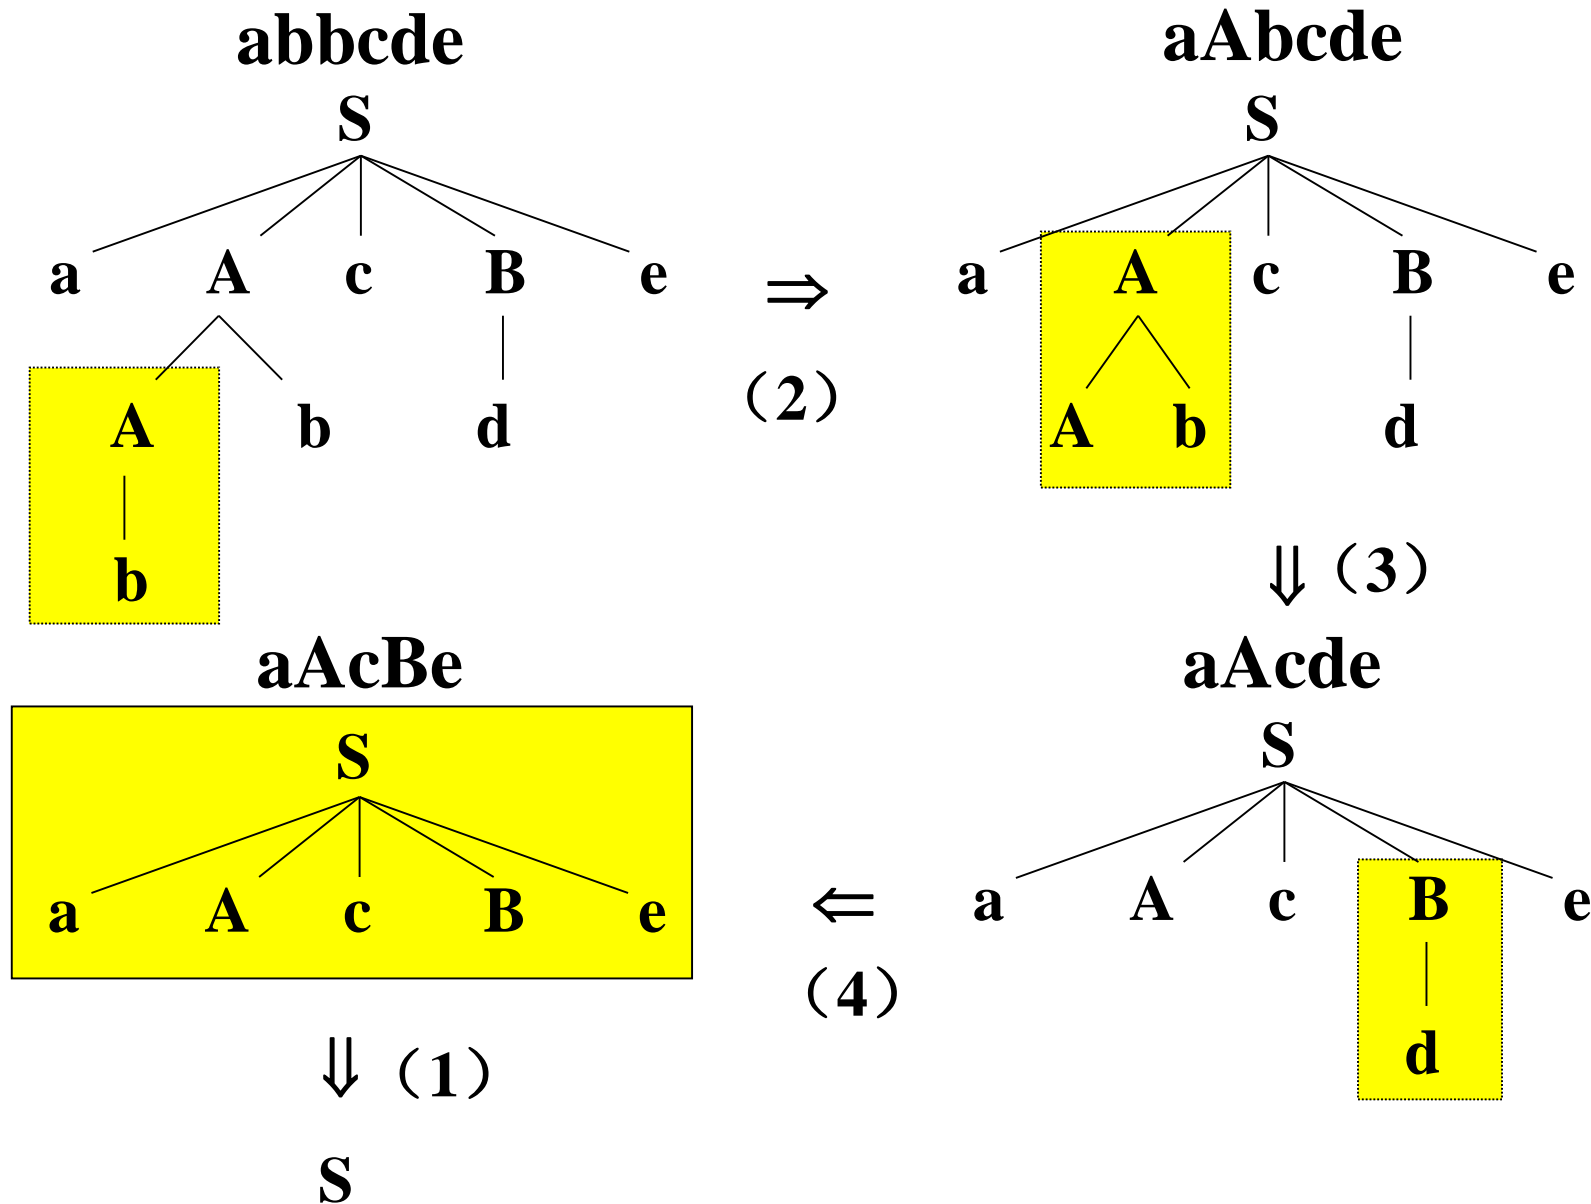 abbcde
S
a A c B e
A b d
b
⇒
（2）
aAbcde
S
a A c B e
A b d
⇓（3）
aAcde
S
a A c B e
d
⇐
（4）
aAcBe
S
a A c B e
⇓（1）
S